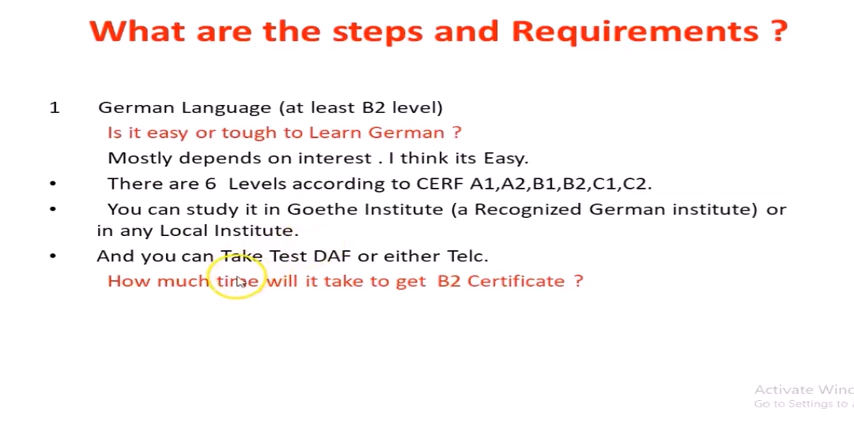 What are the steps and Requirements ?
1 German Language (at least B2 level)
Is it easy or tough to Learn German ?
Mostly depends on interest . I think its Easy.
• There are 6 Levels according to CERF A1,A2,B1,B2,C1,C2.
• You can study it in Goethe Institute (a Recognized German institute) or
in any Local Institute.
• And you can Take Test DAF or either Telc.
How much time will it take to get B2 Certificate ?
Activate Winc
Go to Settings to